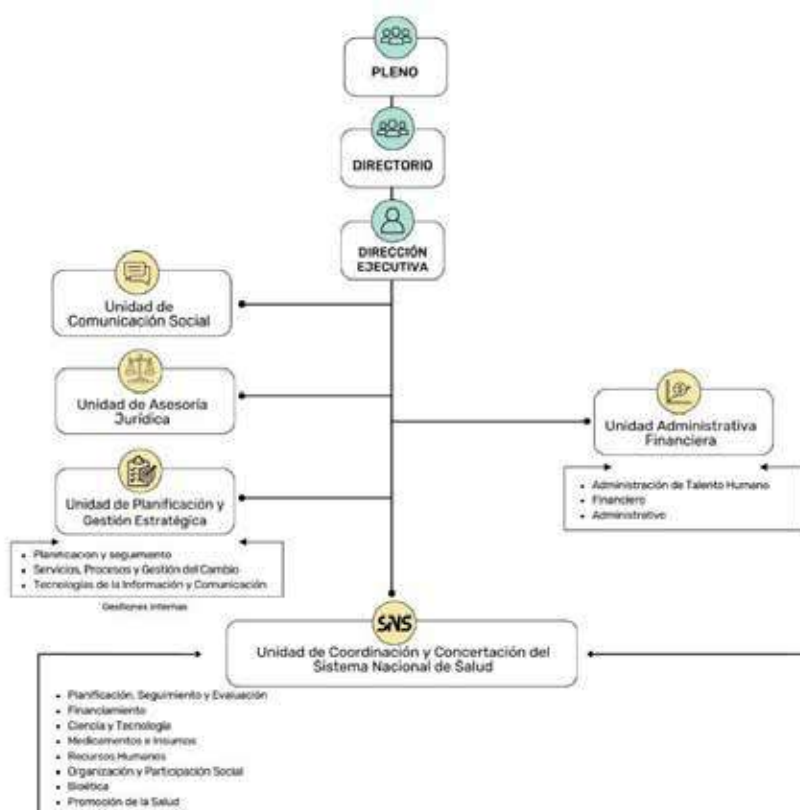 PLENO
DIRECTORIO
DIRECCIÓN
EJECUTIVA
Unidad de
Comunicación Social
Unidad de Asesoría
Jurídica
Unidad Administrativa
Financiera
• Administración de Talento Humano
• Financiero
• Administrativo
Unidad de Planificación y
Gestión Estratégica
• Planificacion y seguimiento
• Servicios, Procesos y Gestión del Cambio
• Tecnologías de la Información y Comunicación
Gestiones internas
SNS
Unidad de Coordinación y Concertación del
Sistema Nacional de Salud
• Planificación, Seguimiento y Evaluación
• Financiamiento
• Ciencia y Tecnología
• Medicamentos e Insumos
• Recursos Humanos
• Organización y Participación Social
• Bioética
• Promoción de la Salud